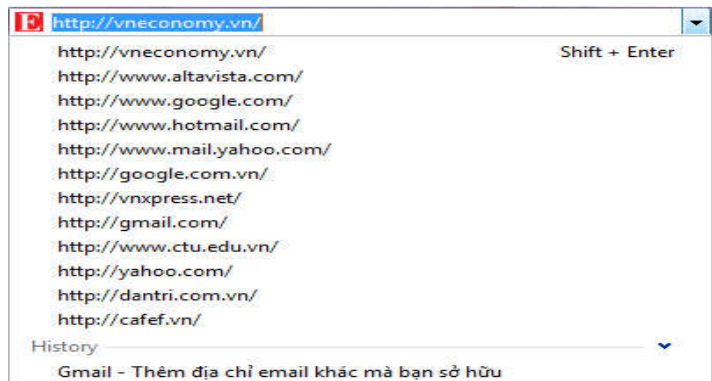 E http://vneconomy.vn/
http://vneconomy.vn/ Shift + Enter
http://www.altavista.com/
http://www.google.com/
http://www.hotmail.com/
http://www.mail.yahoo.com/
http://google.com.vn/
http://vnxpress.net/
http://gmail.com/
http://www.ctu.edu.vn/
http://yahoo.com/
http://dantri.com.vn/
http://cafef.vn/
History
Gmail - Thêm địa chỉ email khác mà bạn sở hữu